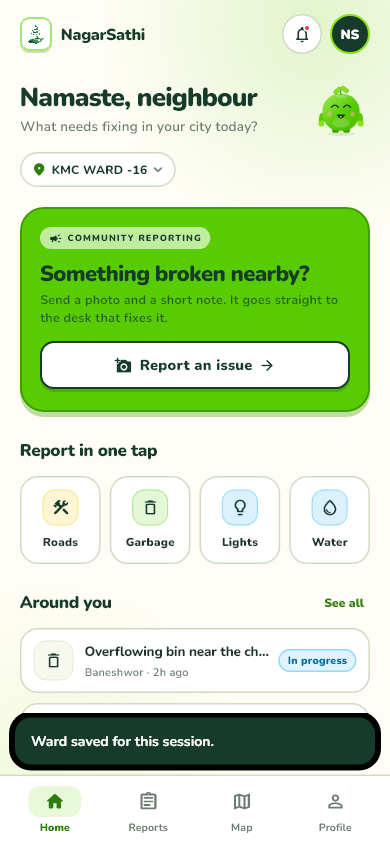 NagarSathi
NS
Namaste, neighbour
What needs fixing in your city today?
KMC WARD -16
COMMUNITY REPORTING
Something broken nearby?
Send a photo and a short note. It goes straight to
the desk that fixes it.
Report an issue
Report in one tap
Roads
Garbage
Lights
Water
Around you
See all
Overflowing bin near the ch...
In progress
Baneshwor · 2h ago
Ward saved for this session.
Home
Reports
Map
Profile